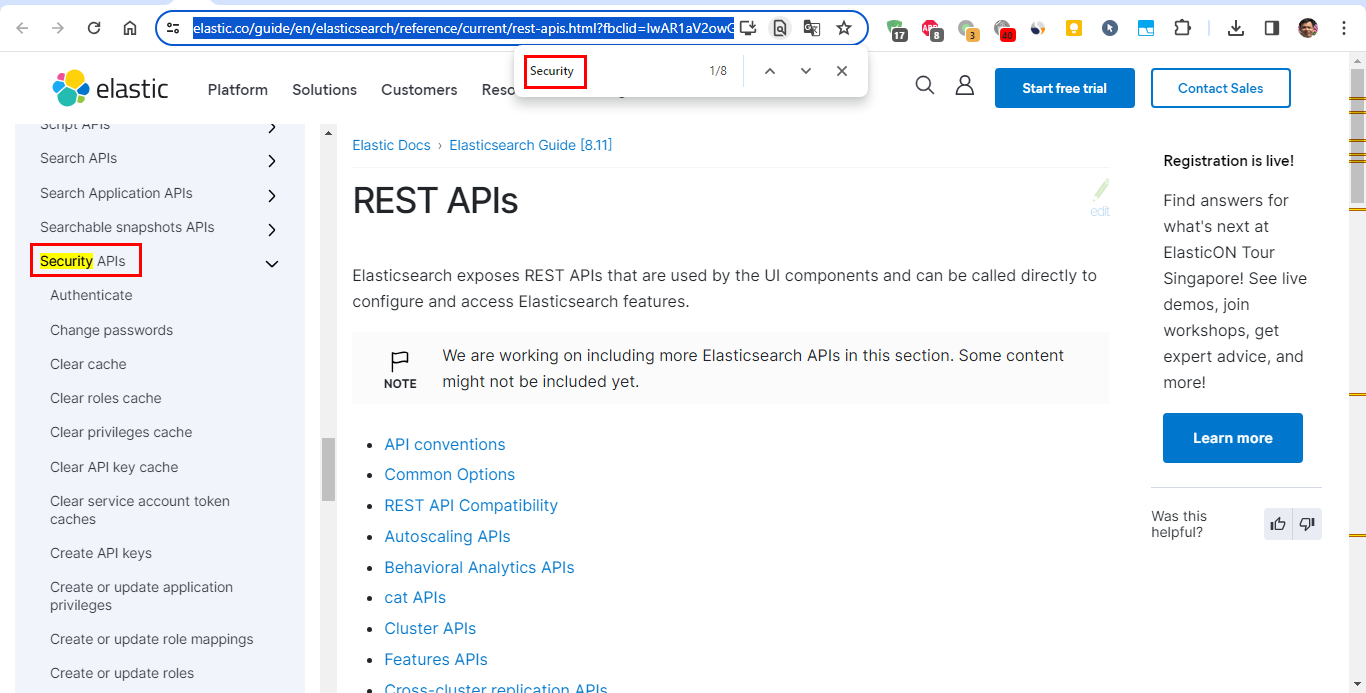 elastic.co/guide/en/elasticsearch/reference/current/rest-apis.html?fbclid=IwAR1aV2owG
17
8
3
40
Security
1/8
elastic
Platform
Solutions
Customers
Start free trial
Contact Sales
Script APIs
Search APIs
Search Application APIs
Searchable snapshots APIs
Security APIs
Authenticate
Change passwords
Clear cache
Clear roles cache
Clear privileges cache
Clear API key cache
Clear service account token
caches
Create API keys
Create or update application
privileges
Create or update role mappings
Create or update roles
Elastic Docs › Elasticsearch Guide [8.11]
REST APIs
edit
Elasticsearch exposes REST APIs that are used by the UI components and can be called directly to
configure and access Elasticsearch features.
NOTE
We are working on including more Elasticsearch APIs in this section. Some content
might not be included yet.
• API conventions
• Common Options
• REST API Compatibility
• Autoscaling APIs
• Behavioral Analytics APIs
• cat APIs
• Cluster APIs
• Features APIs
• Cross-cluster replication APIs
Registration is live!
Find answers for
what's next at
ElasticON Tour
Singapore! See live
demos, join
workshops, get
expert advice, and
more!
Learn more
Was this
helpful?